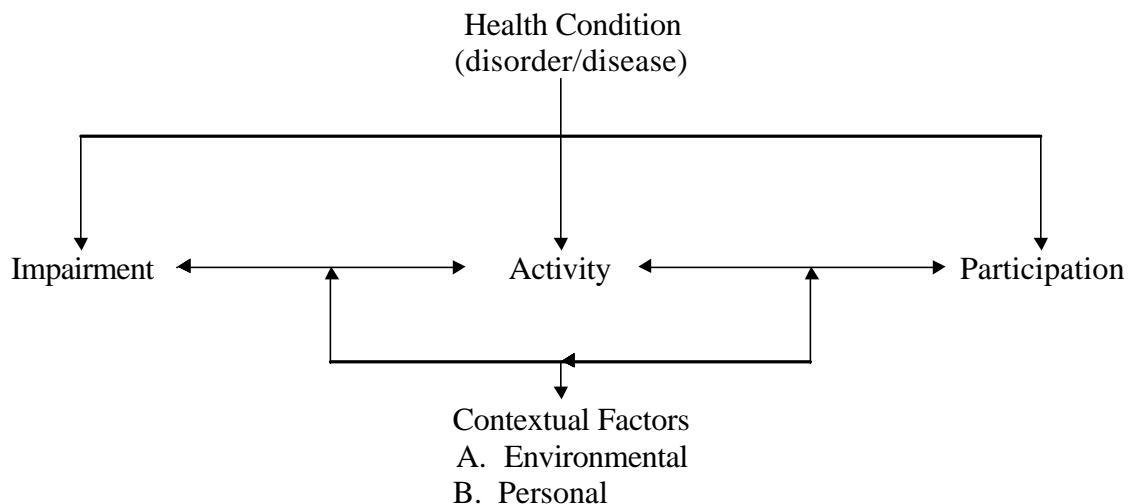 Health Condition
(disorder/disease)
Impairment Activity Participation
Contextual Factors
A. Environmental
B. Personal